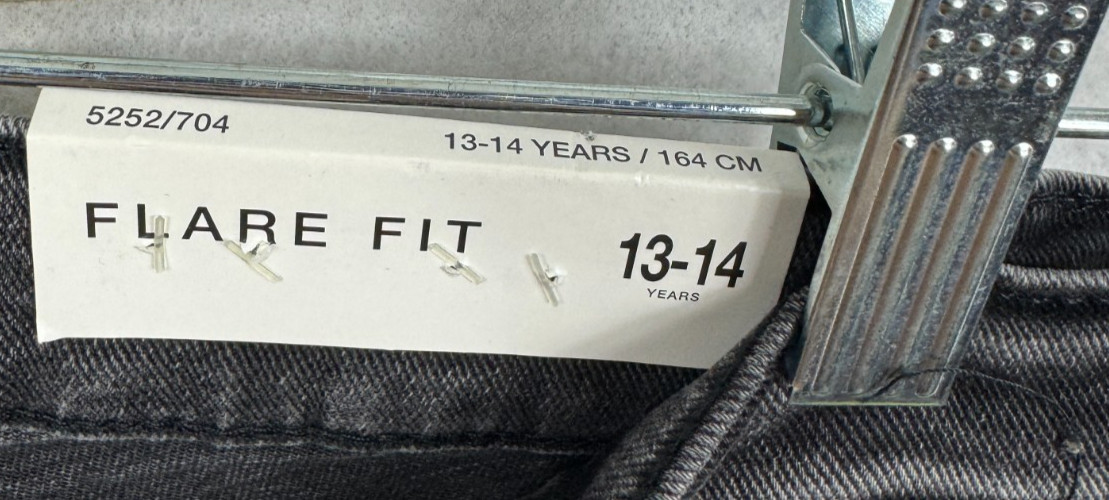 5252/704
13-14 YEARS / 164 CM
FLARE FIT
13-14
YEARS